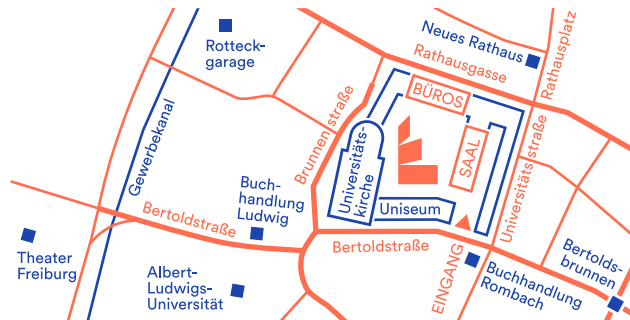 Rotteck-
garage
Neues Rathaus
Rathausplatz
Rathausgasse
BÜROS
SAAL
Brunnenstraße
Universitäts-
kirche
Uniseum
Universitätsstraße
Gewerbekanal
Bertoldstraße
Buch-
handlung
Ludwig
Bertoldstraße
EINGANG
Theater
Freiburg
Albert-
Ludwigs-
Universität
Buchhandlung
Rombach
Bertolds-
brunnen